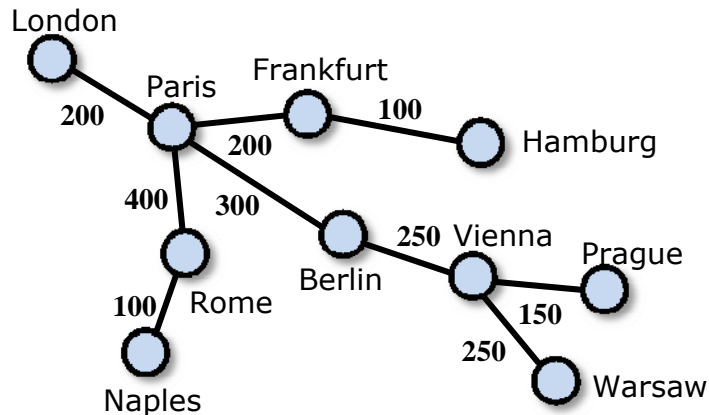 London
Paris
Frankfurt
200
200
100
Hamburg
400
300
250
Vienna
Prague
Berlin
Rome
100
150
250
Naples
Warsaw